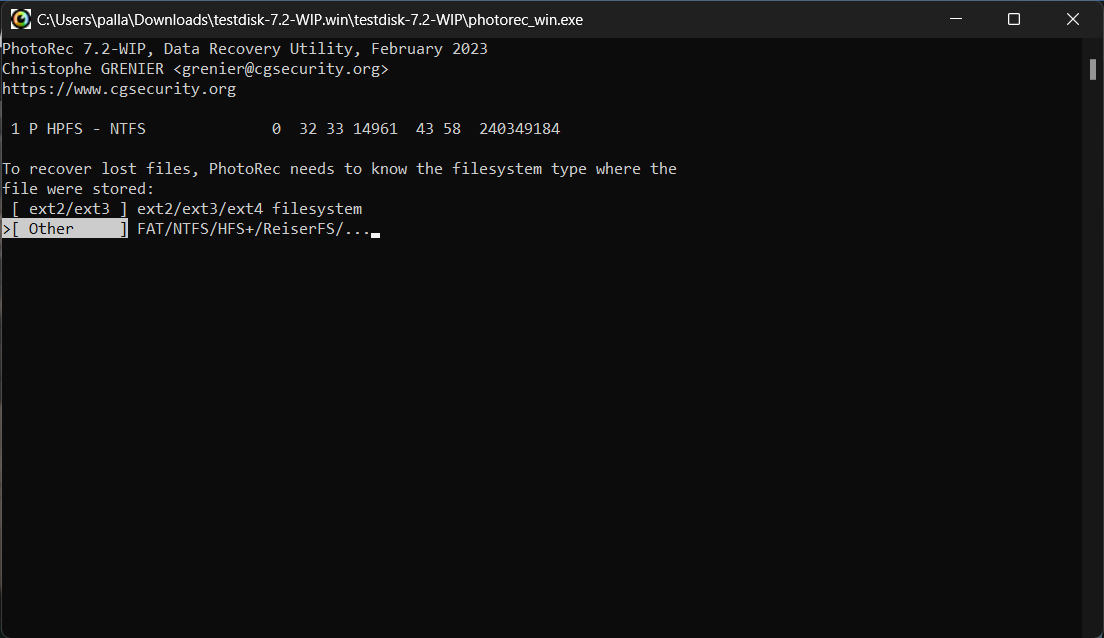 C:\Users\palla\Downloads\testdisk-7.2-WIP.win\testdisk-7.2-WIP\photorec_win.exe
PhotoRec 7.2-WIP, Data Recovery Utility, February 2023
Christophe GRENIER <grenier@cgsecurity.org>
https://www.cgsecurity.org
1 P HPFS - NTFS              0  32 33 14961  43 58  240349184
To recover lost files, PhotoRec needs to know the filesystem type where the
file were stored:
[ ext2/ext3 ] ext2/ext3/ext4 filesystem
>[ Other     ] FAT/NTFS/HFS+/ReiserFS/...